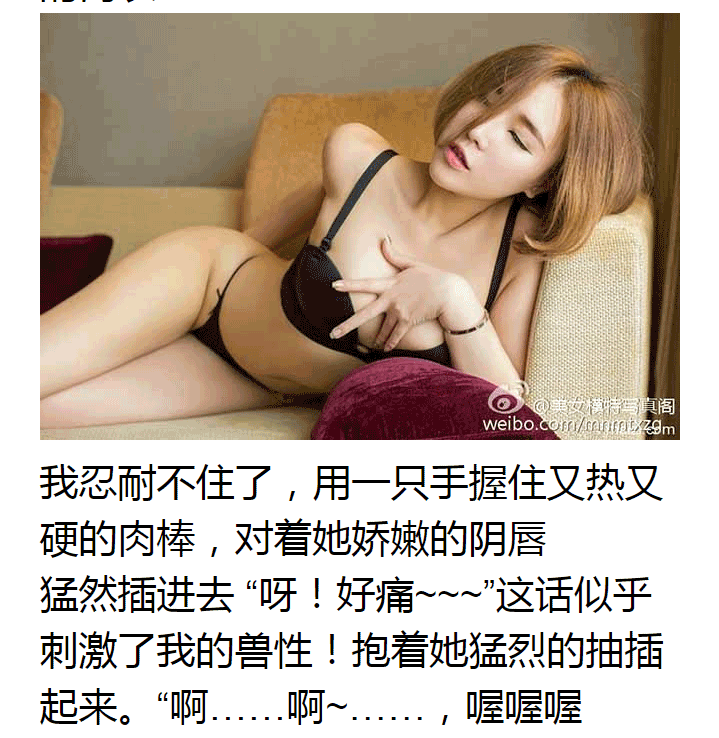 @美女模特写真阁
weibo.com/mnmtxzg
我忍耐不住了，用一只手握住又热又
硬的肉棒，对着她娇嫩的阴唇
猛然插进去 “呀！好痛~~~”这话似乎
刺激了我的兽性！抱着她猛烈的抽插
起来。“啊……啊~……，喔喔喔